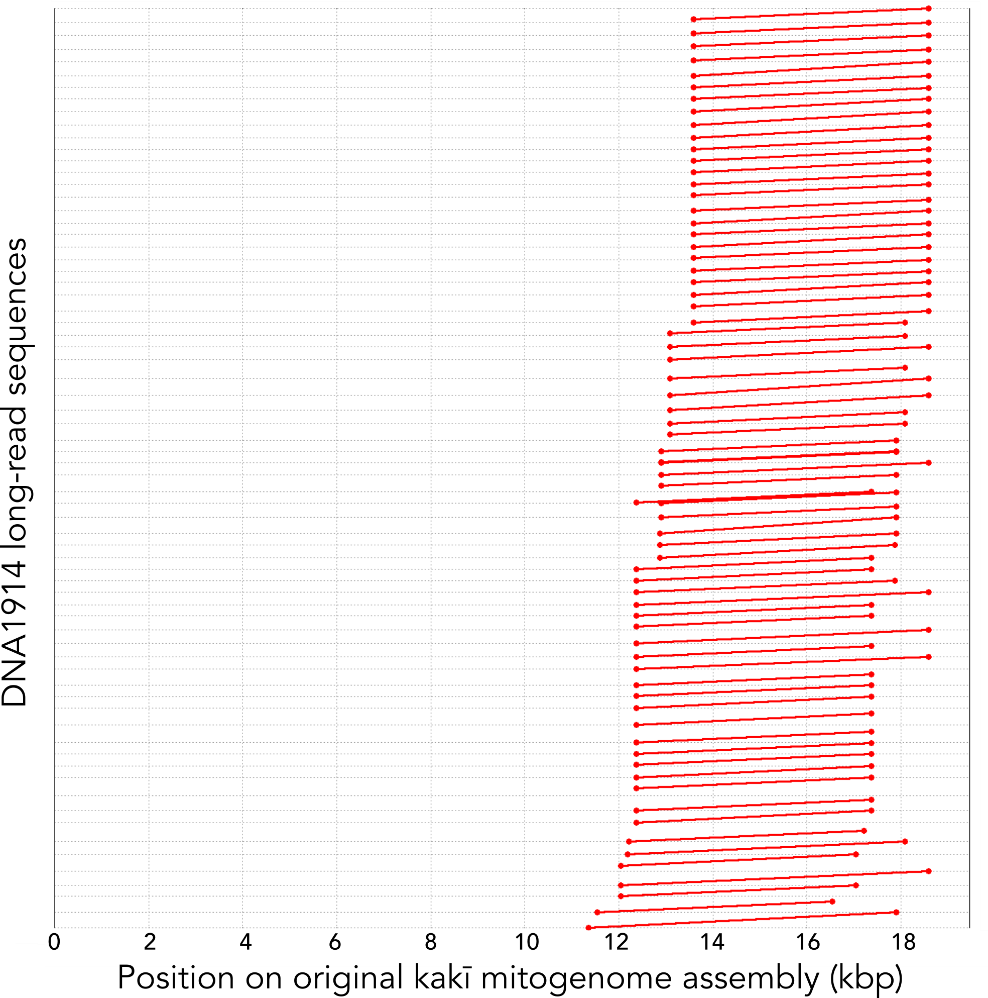 DNA1914 long-read sequences
0 2 4 6 8 10 12 14 16 18
Position on original kakī mitogenome assembly (kbp)